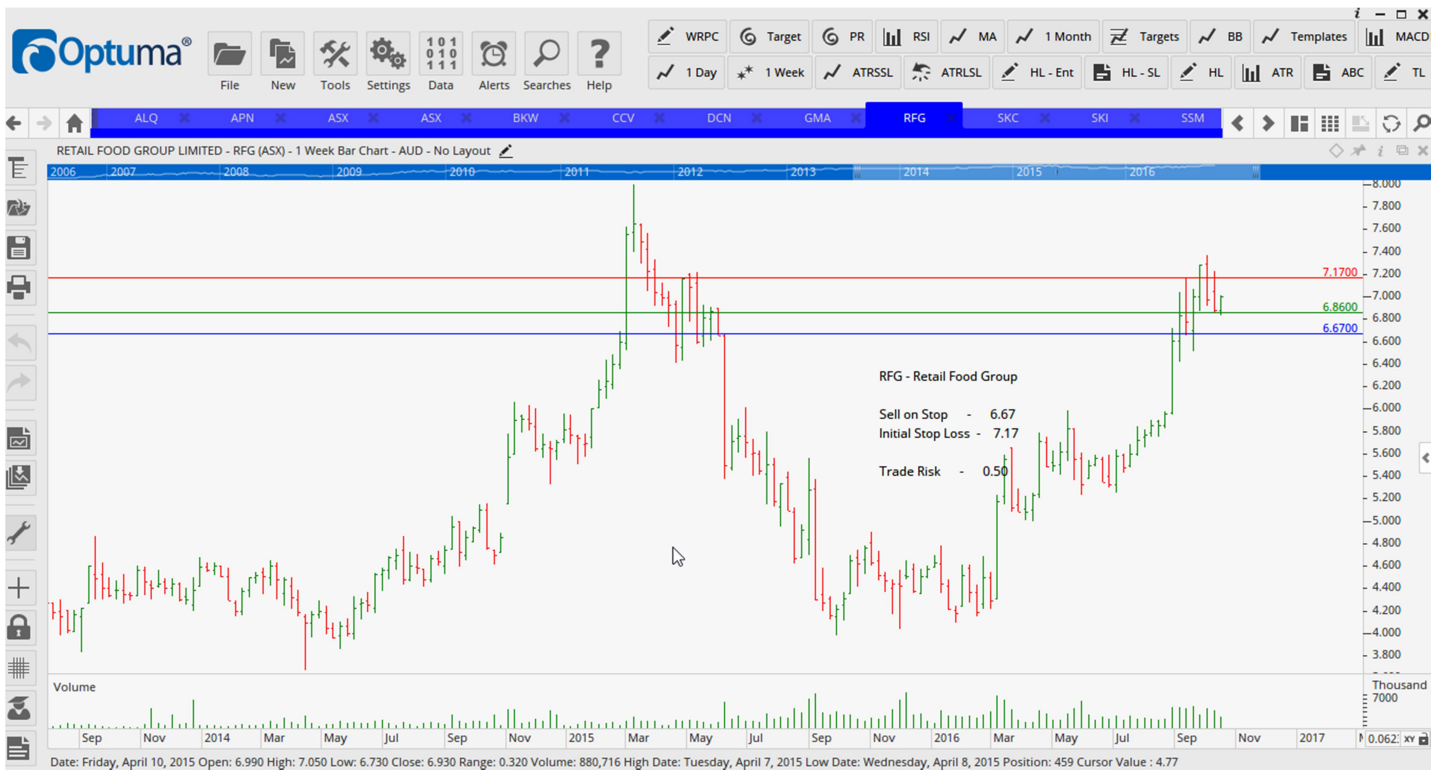 Optuma®
File New Tools Settings Data Alerts Searches Help
WRPC Target PR RSI MA 1 Month Targets BB Templates MACD
1 Day 1 Week ATRSSL ATRLSL HL - Ent HL - SL HL ATR ABC TL
ALQ APN ASX ASX BKW CCV DCN GMA RFG SKC SKI SSM
RETAIL FOOD GROUP LIMITED - RFG (ASX) - 1 Week Bar Chart - AUD - No Layout
2006 2007 2008 2009 2010 2011 2012 2013 2014 2015 2016
8.000
7.800
7.600
7.400
7.200
7.000
6.800
6.600
6.400
6.200
6.000
5.800
5.600
5.400
5.200
5.000
4.800
4.600
4.400
4.200
4.000
3.800
7.1700
6.8600
6.6700
RFG - Retail Food Group
Sell on Stop - 6.67
Initial Stop Loss - 7.17
Trade Risk - 0.50
Volume
Thousand
7000
Sep Nov 2014 Mar May Jul Sep Nov 2015 Mar May Jul Sep Nov 2016 Mar May Jul Sep Nov 2017
XY
Date: Friday, April 10, 2015 Open: 6.990 High: 7.050 Low: 6.730 Close: 6.930 Range: 0.320 Volume: 880,716 High Date: Tuesday, April 7, 2015 Low Date: Wednesday, April 8, 2015 Position: 459 Cursor Value : 4.77